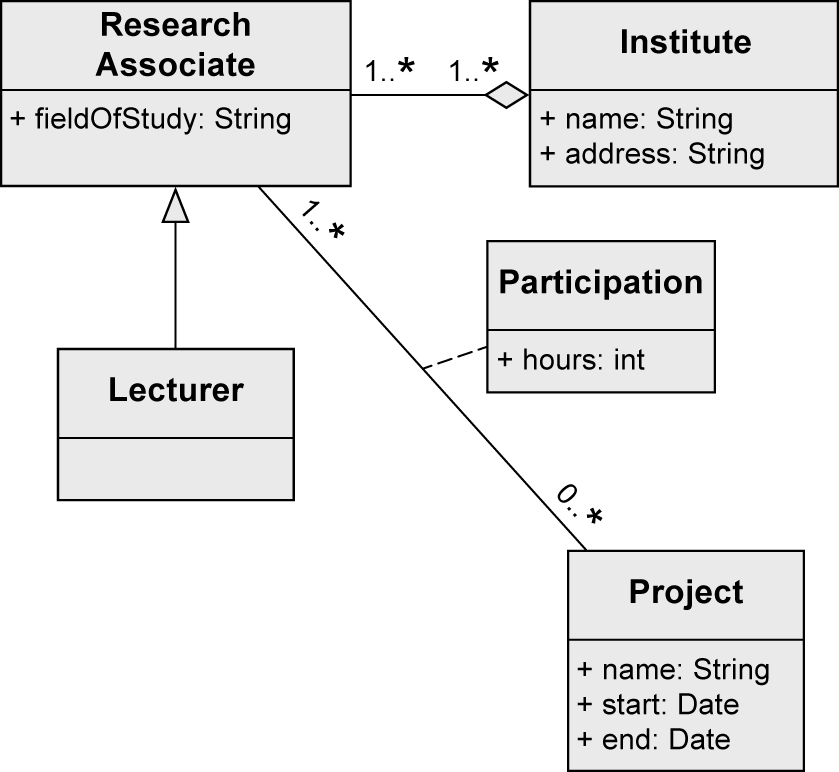 Research
Associate
+ fieldOfStudy: String
1..*
1..*
Institute
+ name: String
+ address: String
1..*
Participation
+ hours: int
Lecturer
0..*
Project
+ name: String
+ start: Date
+ end: Date